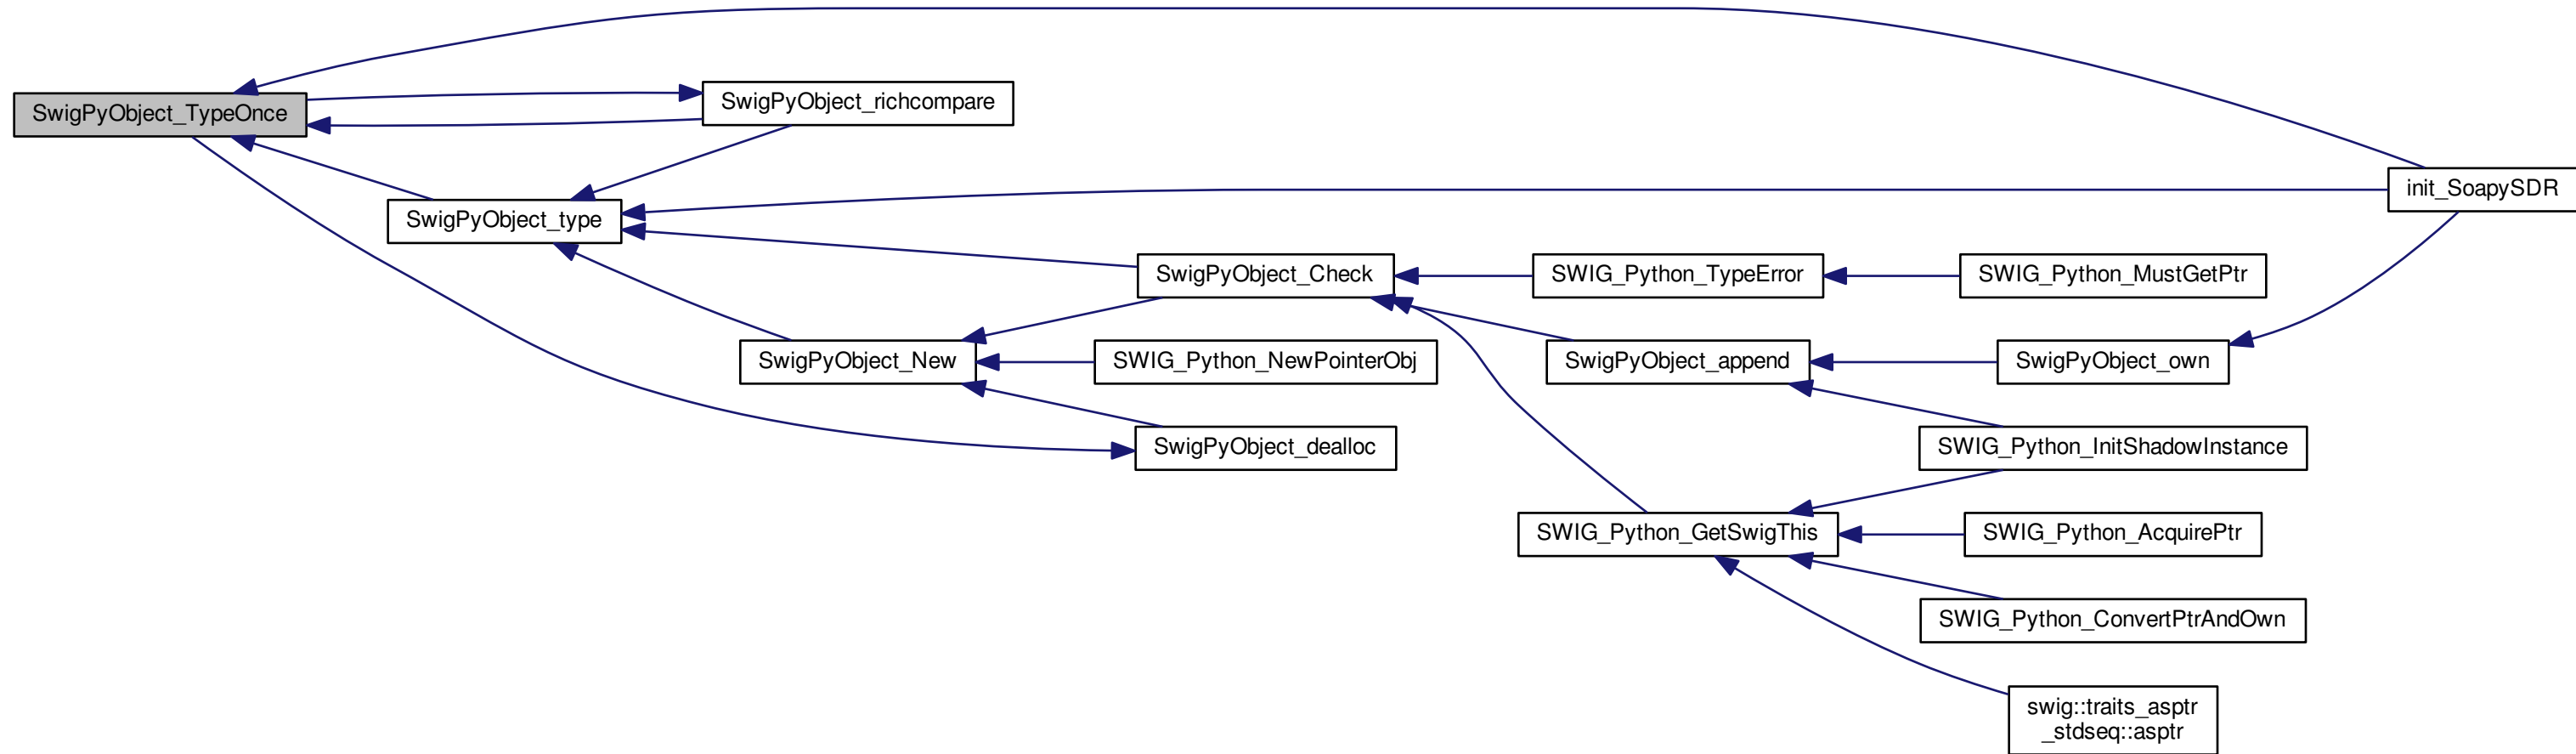 SwigPyObject_TypeOnce
SwigPyObject_richcompare
init_SoapySDR
SwigPyObject_type
SwigPyObject_Check
SWIG_Python_TypeError
SWIG_Python_MustGetPtr
SwigPyObject_New
SWIG_Python_NewPointerObj
SwigPyObject_append
SwigPyObject_own
SwigPyObject_dealloc
SWIG_Python_InitShadowInstance
SWIG_Python_GetSwigThis
SWIG_Python_AcquirePtr
SWIG_Python_ConvertPtrAndOwn
swig::traits_asptr
_stdseq::asptr